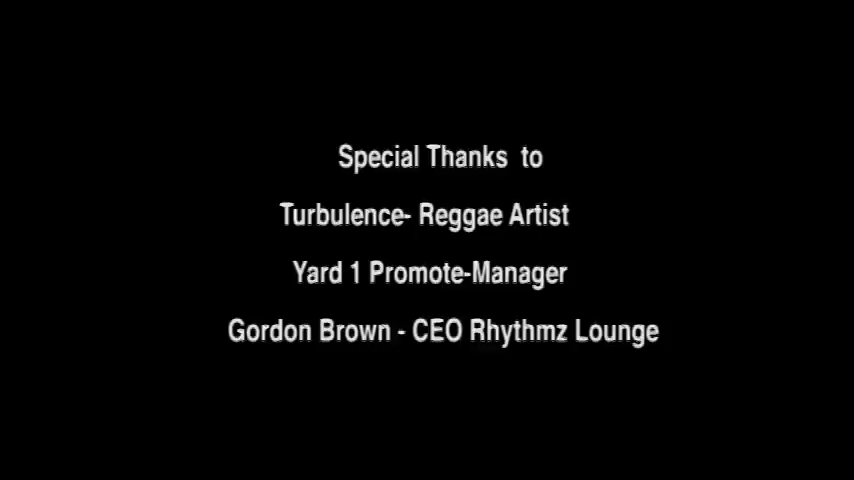 Special Thanks  to
Turbulence- Reggae Artist
Yard 1 Promote-Manager
Gordon Brown - CEO Rhythmz Lounge